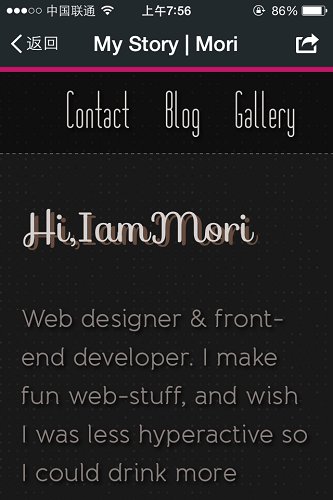 中国联通 上午7:56 86%
返回 My Story | Mori
Contact Blog Gallery
Hi,IamMori
Web designer & front-
end developer. I make
fun web-stuff, and wish
I was less hyperactive so
I could drink more